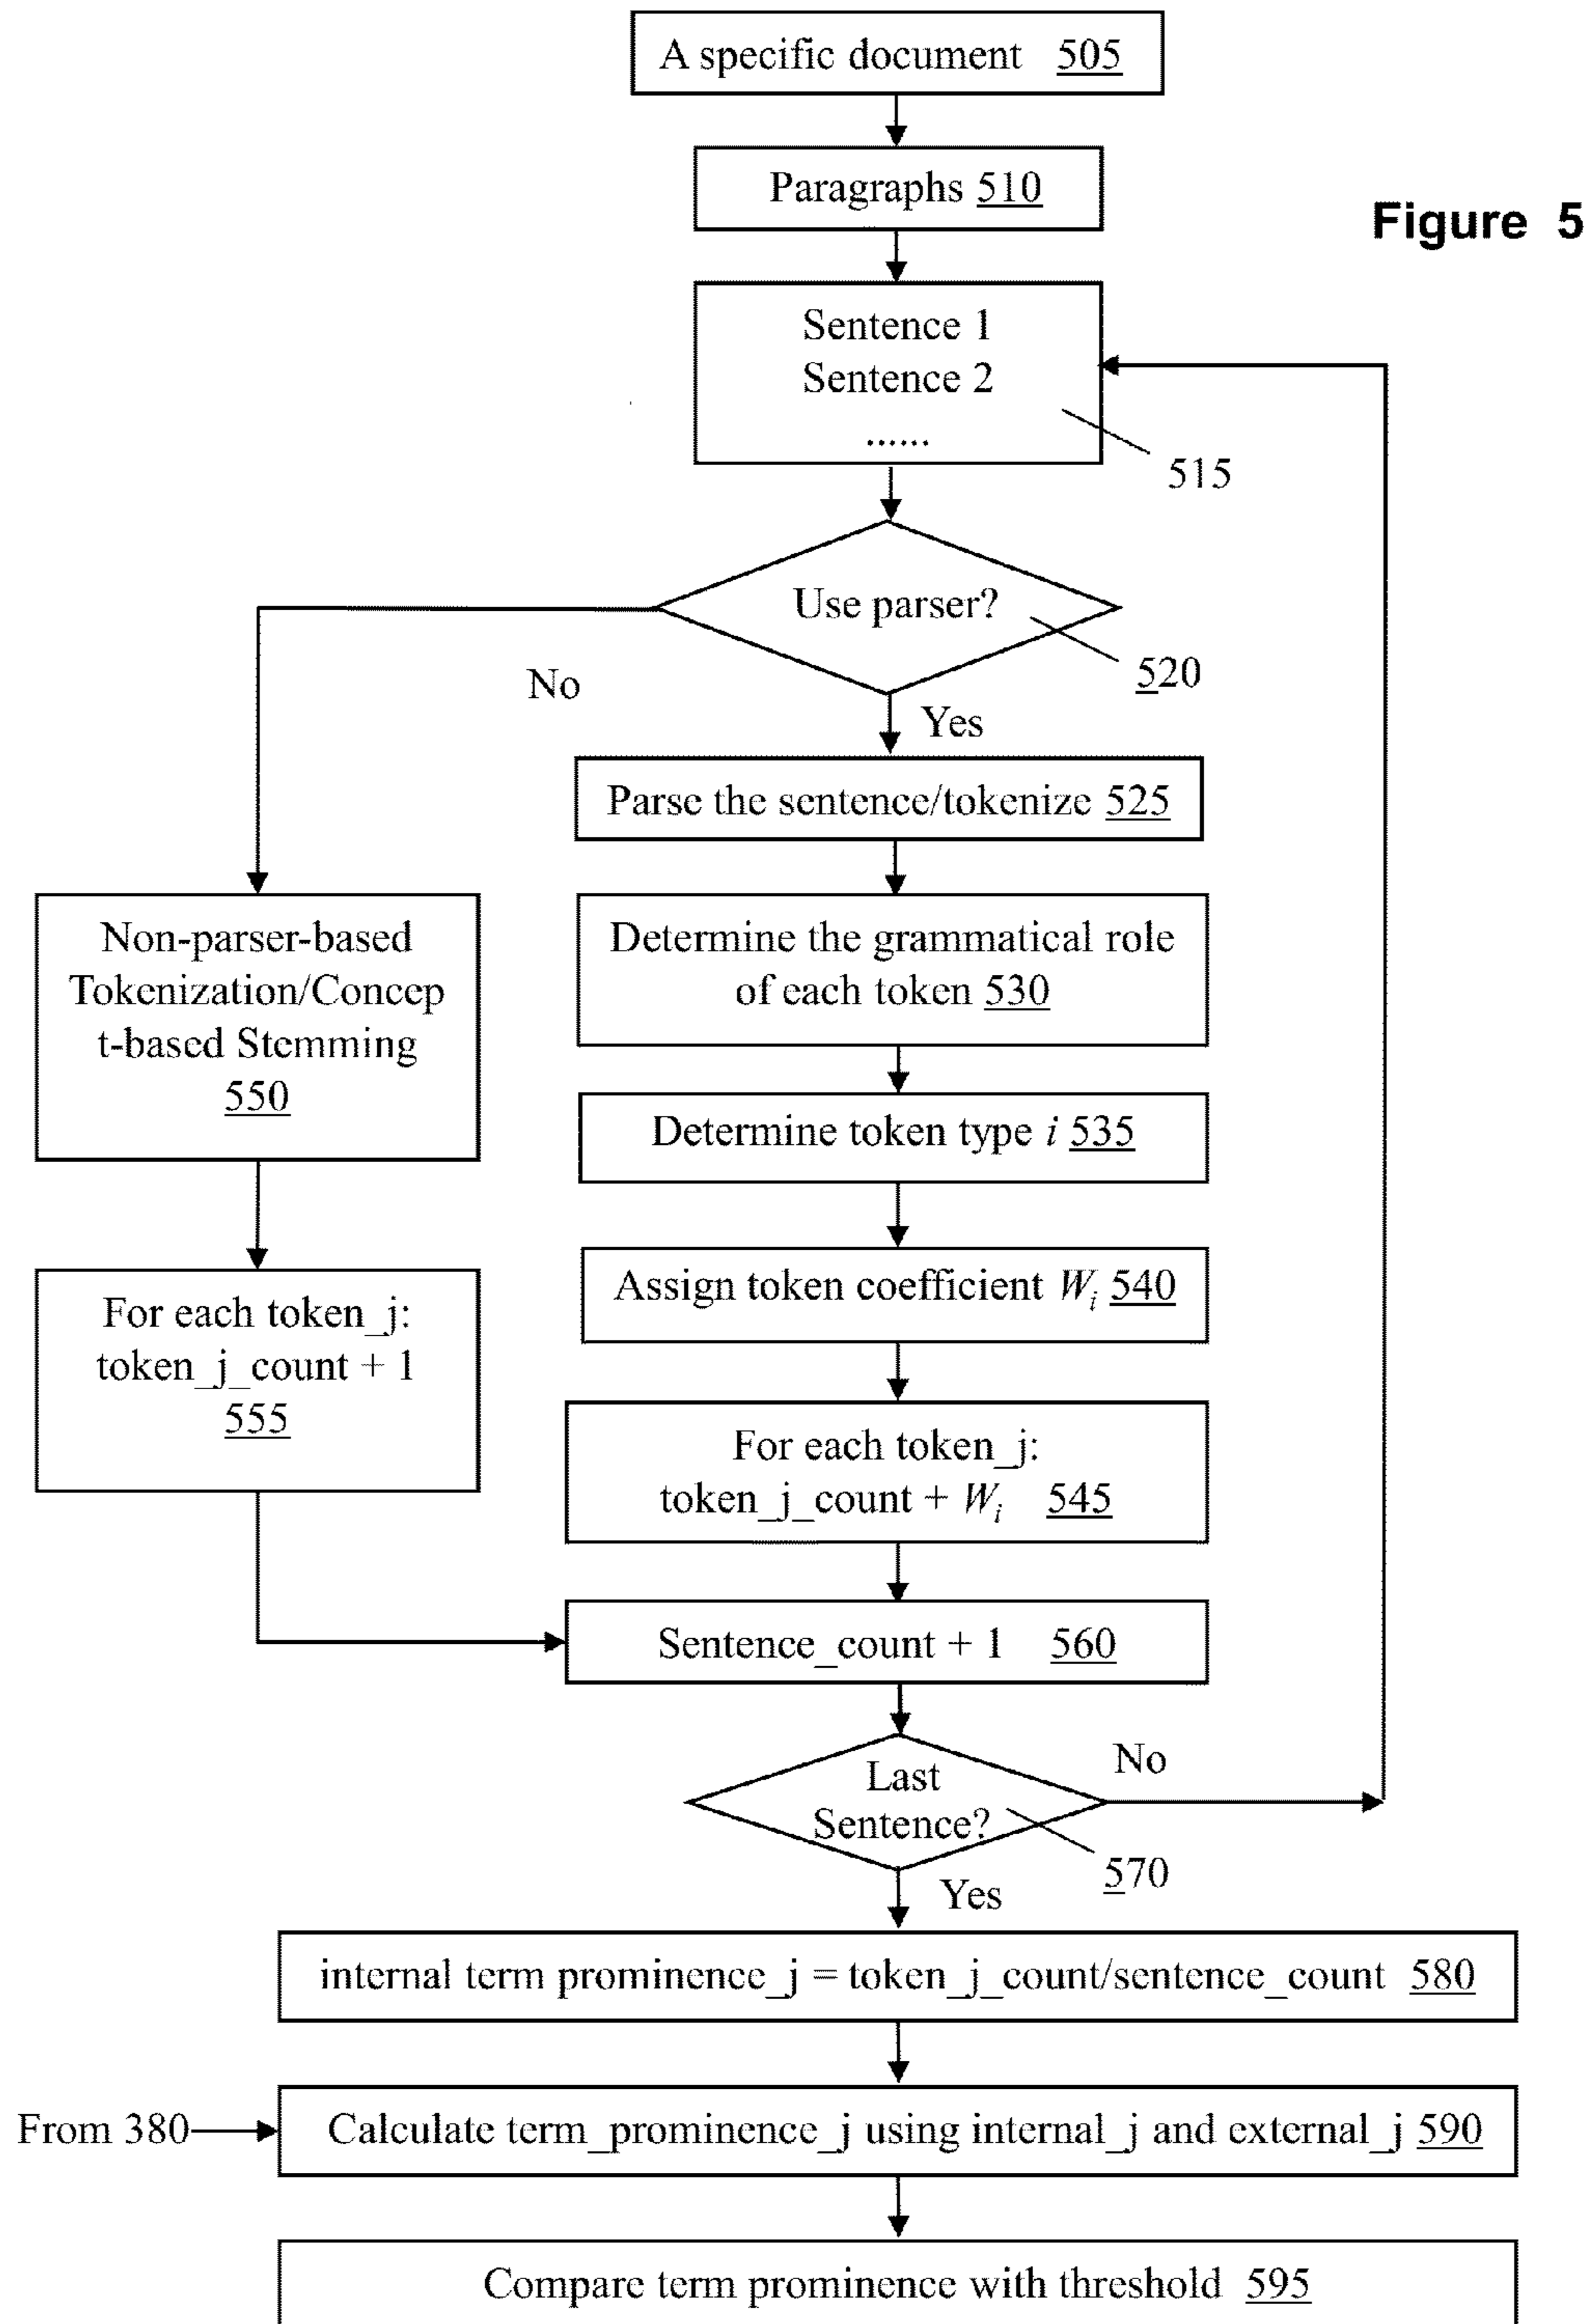 A specific document 505
Paragraphs 510
Figure 5
Sentence 1
Sentence 2
......
515
Use parser?
520
No
Yes
Parse the sentence/tokenize 525
Non-parser-based
Tokenization/Concep
t-based Stemming
550
Determine the grammatical role
of each token 530
Determine token type i 535
Assign token coefficient Wi 540
For each token_j:
token_j_count + 1
555
For each token_j:
token_j_count + Wi 545
Sentence_count + 1 560
Last
Sentence?
No
570
Yes
internal term prominence_j = token_j_count/sentence_count 580
From 380
Calculate term_prominence_j using internal_j and external_j 590
Compare term prominence with threshold 595